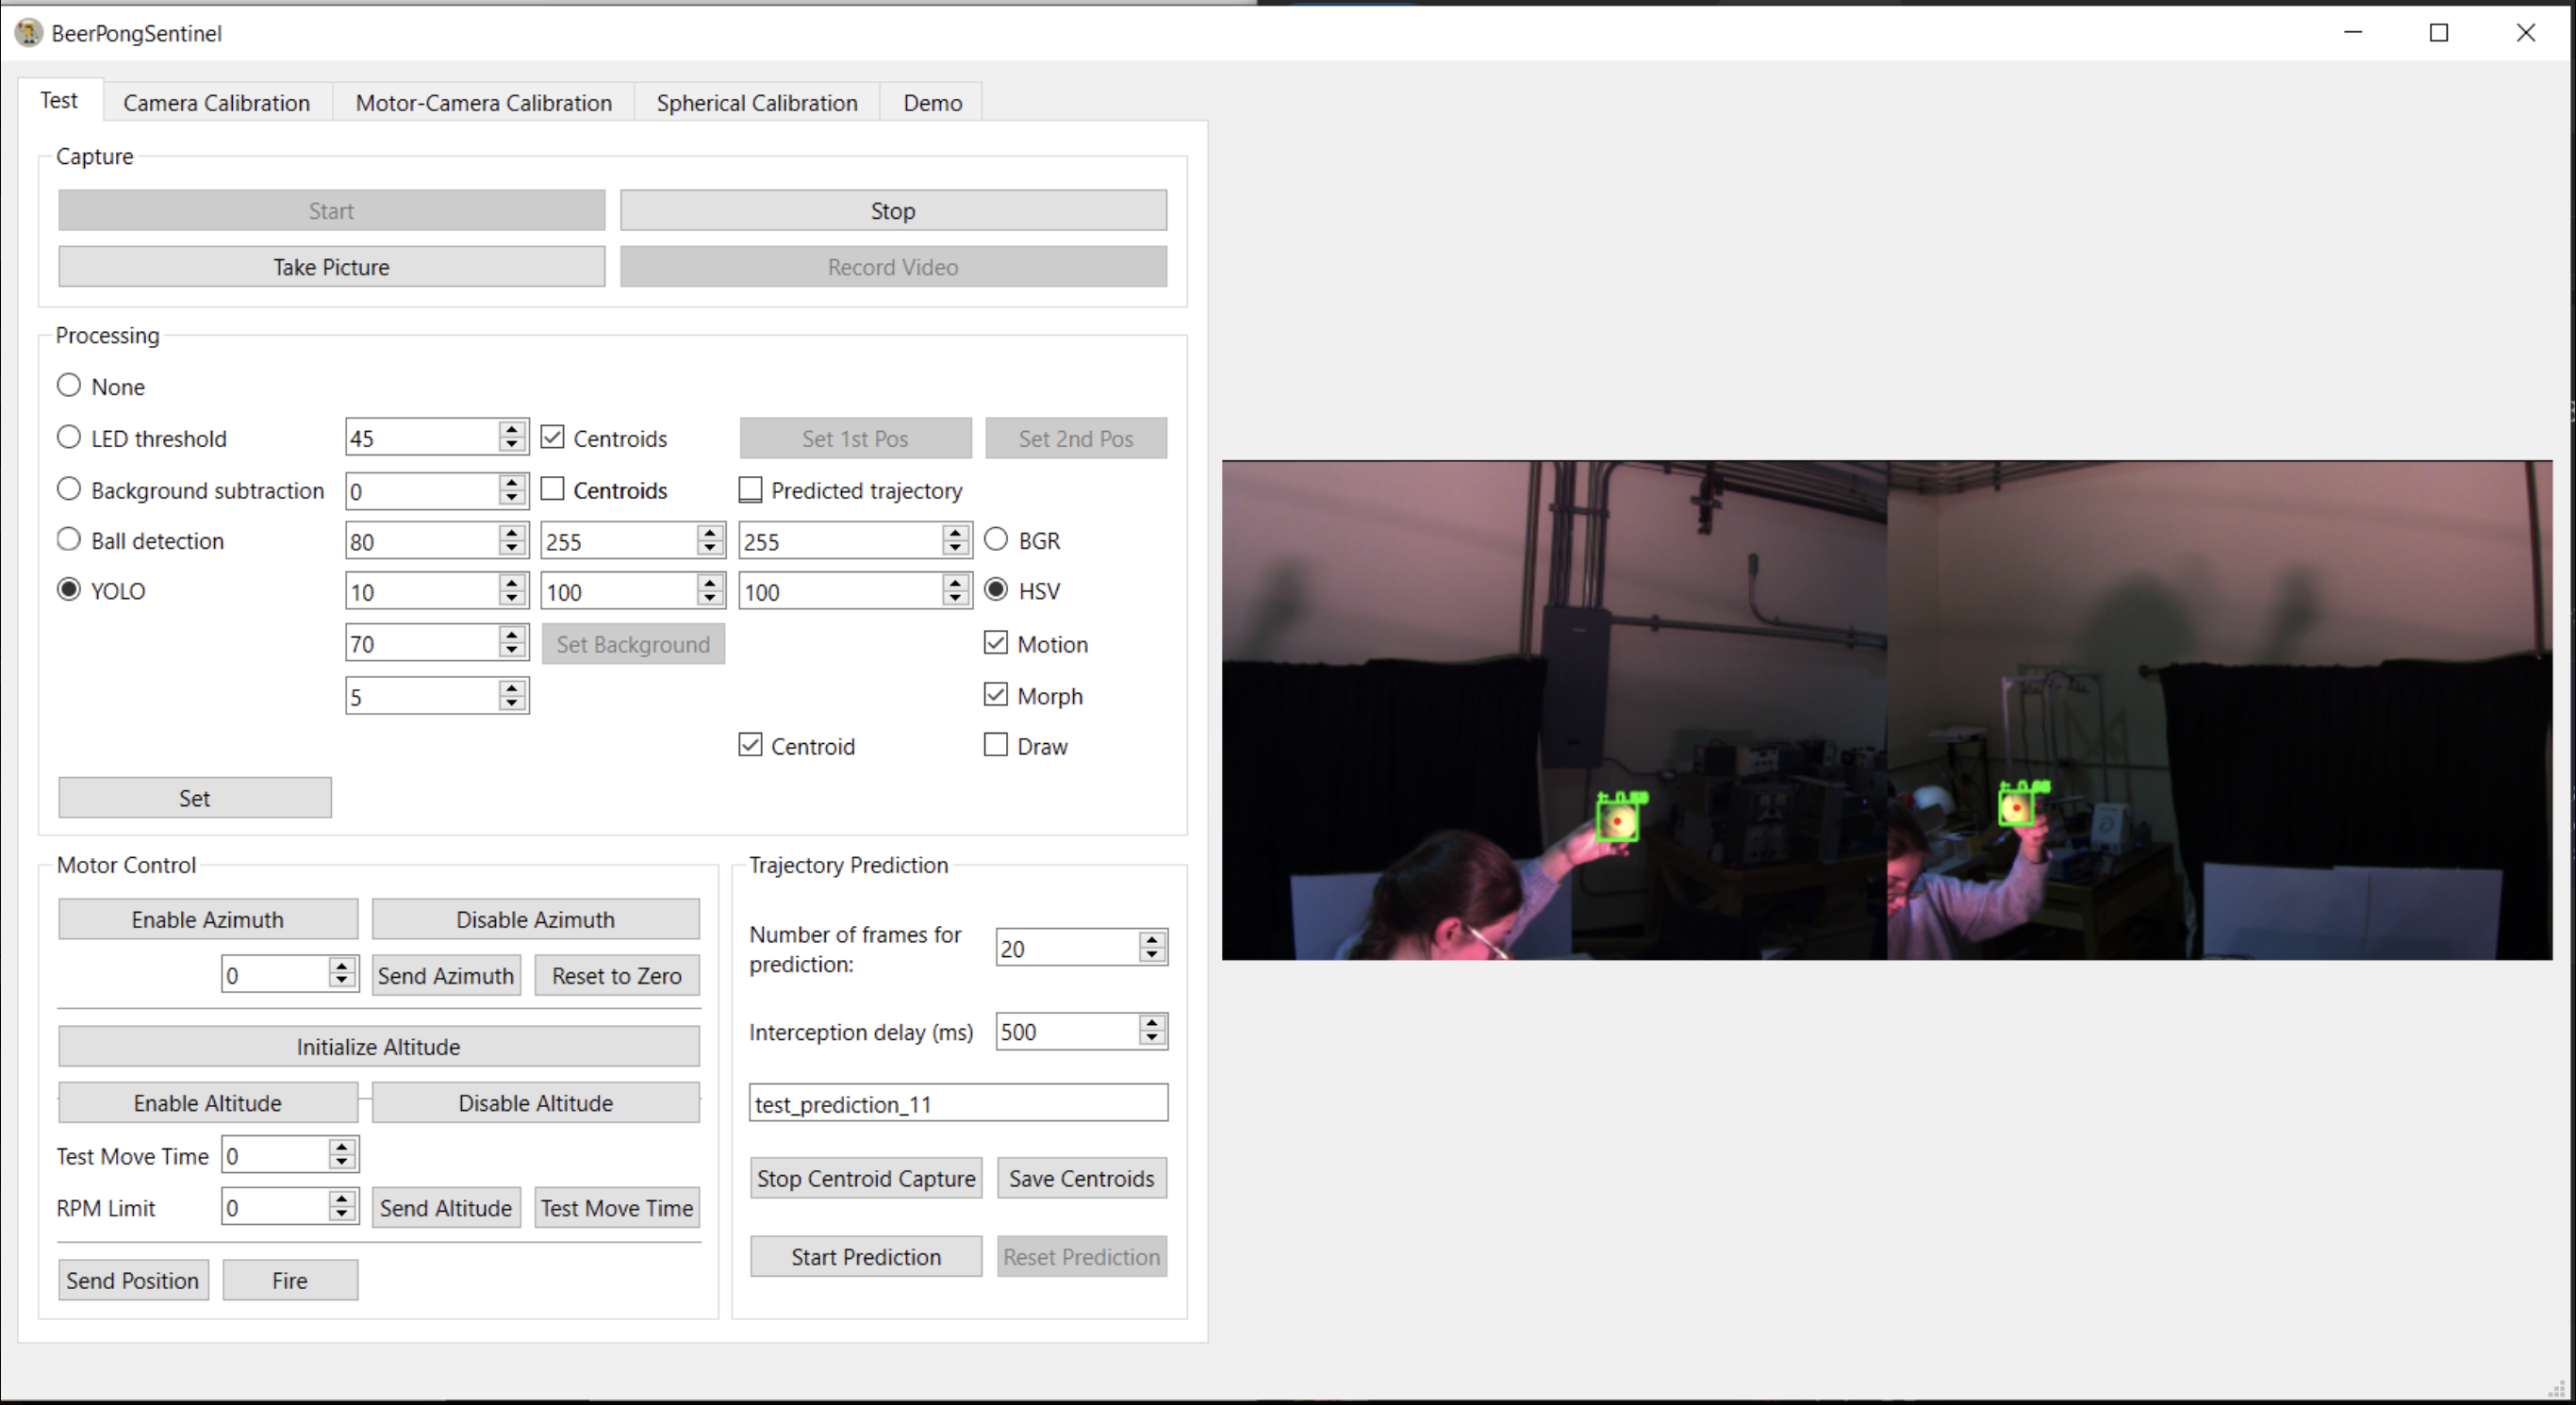 BeerPongSentinel
Test Camera Calibration Motor-Camera Calibration Spherical Calibration Demo
Capture
Start Stop
Take Picture Record Video
Processing
None
LED threshold 45 Centroids Set 1st Pos Set 2nd Pos
Background subtraction 0 Centroids Predicted trajectory
Ball detection 80 255 255 BGR
YOLO 10 100 100 HSV
70 Set Background Motion
5 Morph
Centroid Draw
Set
Motor Control
Enable Azimuth Disable Azimuth
0 Send Azimuth Reset to Zero
Initialize Altitude
Enable Altitude Disable Altitude
Test Move Time 0
RPM Limit 0 Send Altitude Test Move Time
Send Position Fire
Trajectory Prediction
Number of frames for
prediction: 20
Interception delay (ms) 500
test_prediction_11
Stop Centroid Capture Save Centroids
Start Prediction Reset Prediction